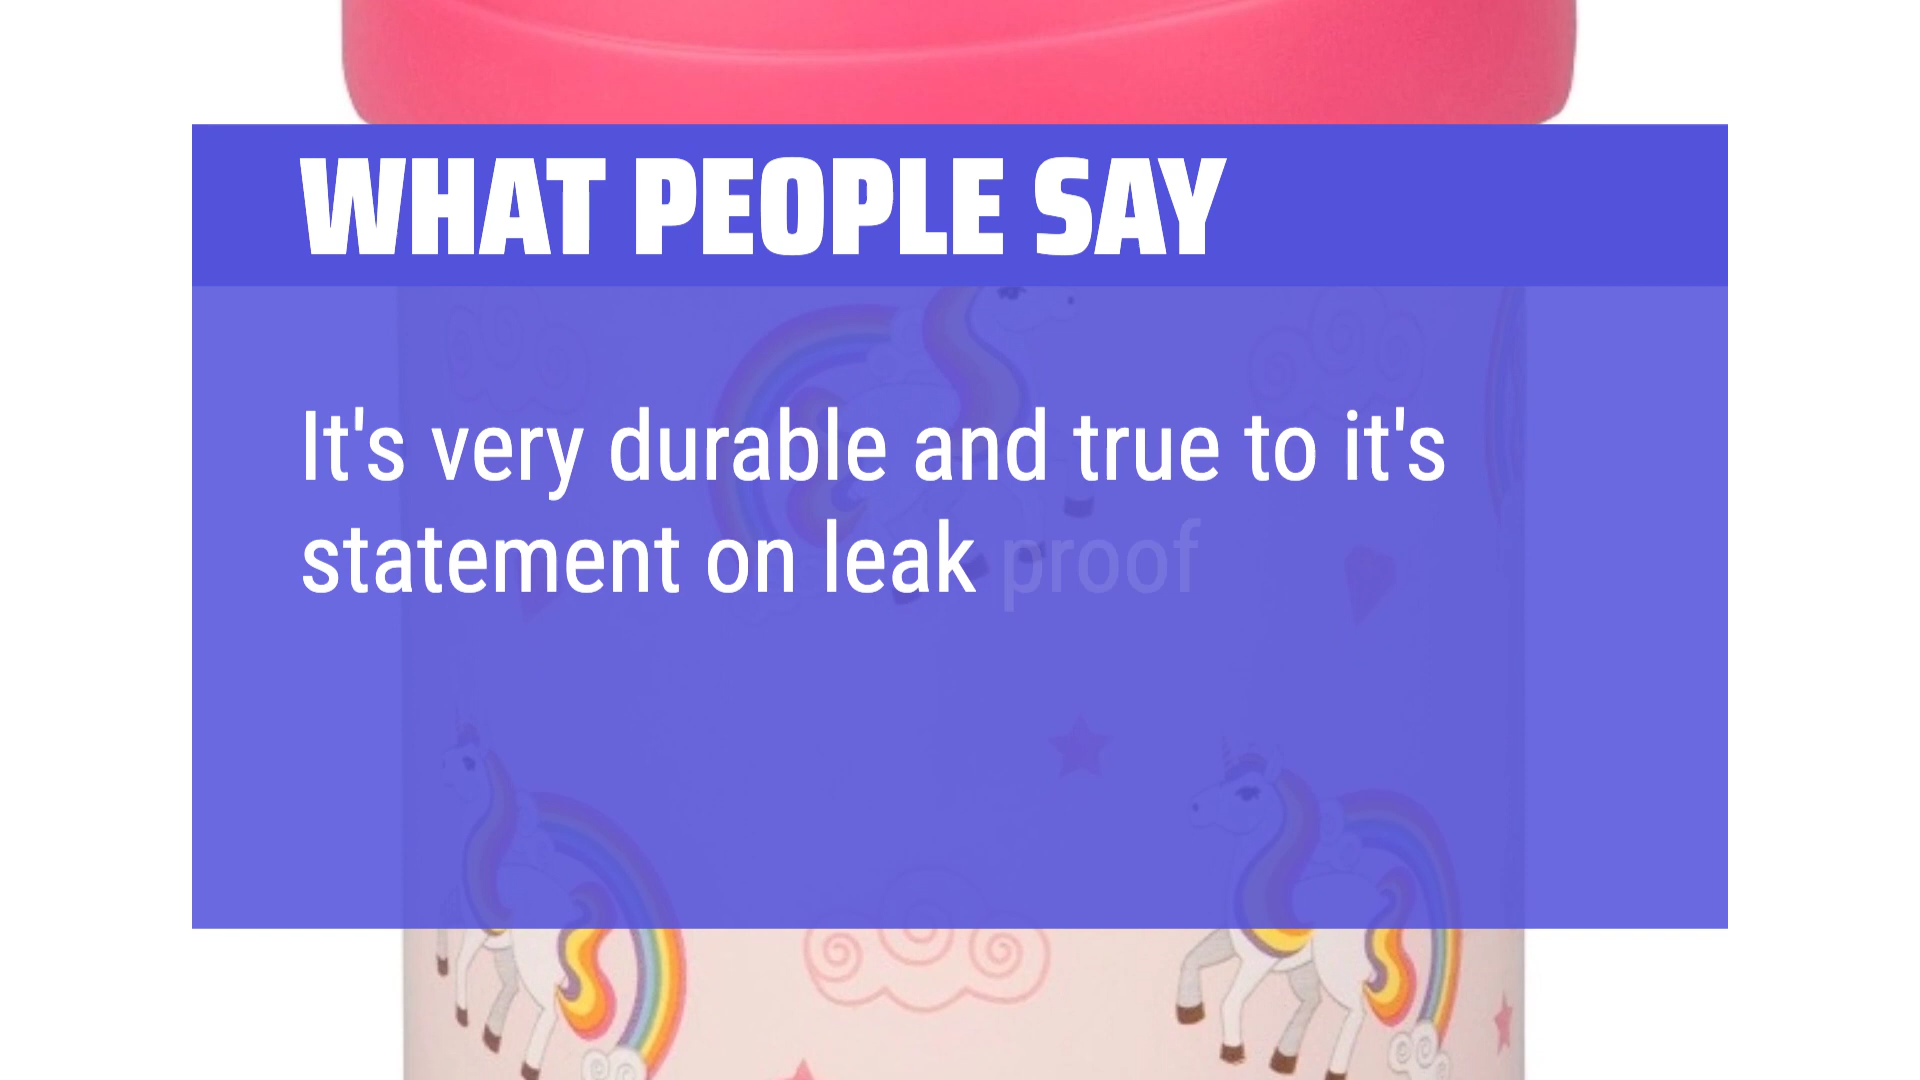 WHAT PEOPLE SAY
It's very durable and true to it's
statement on leak proof